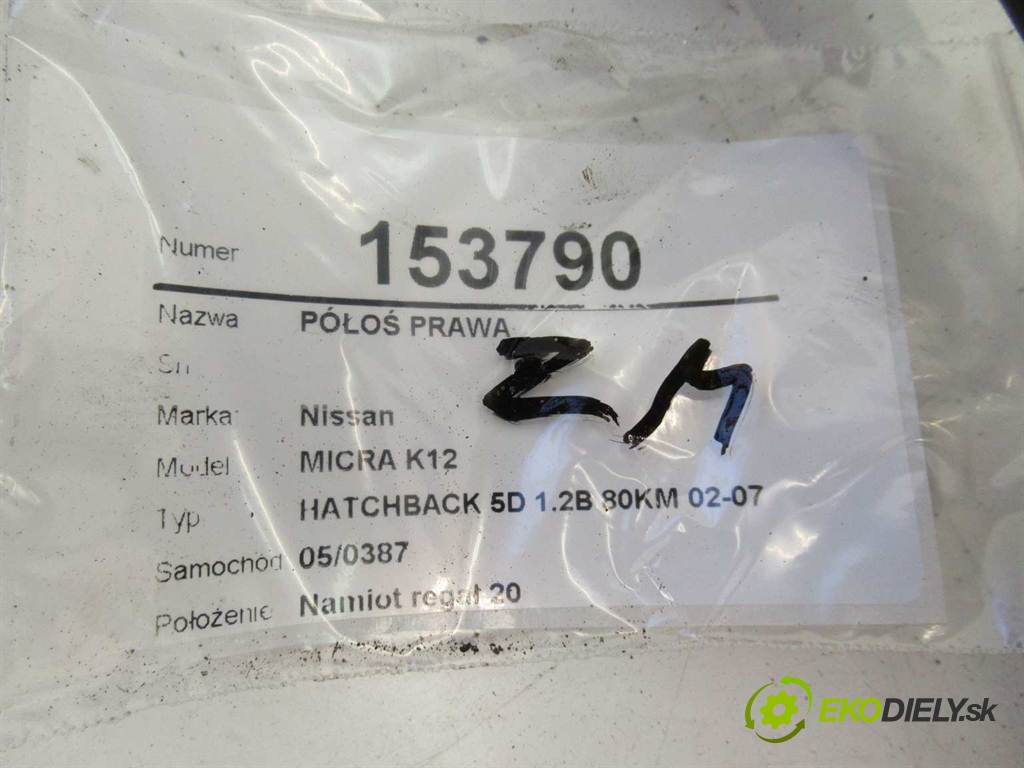 Numer 153790
Nazwa PÓŁOŚ PRAWA
Sn
ZM
Marka Nissan
Model MICRA K12
Typ HATCHBACK 5D 1.2B 80KM 02-07
Samochód 05/0387
Położenie Namiot regał 20
EKODIELY.sk